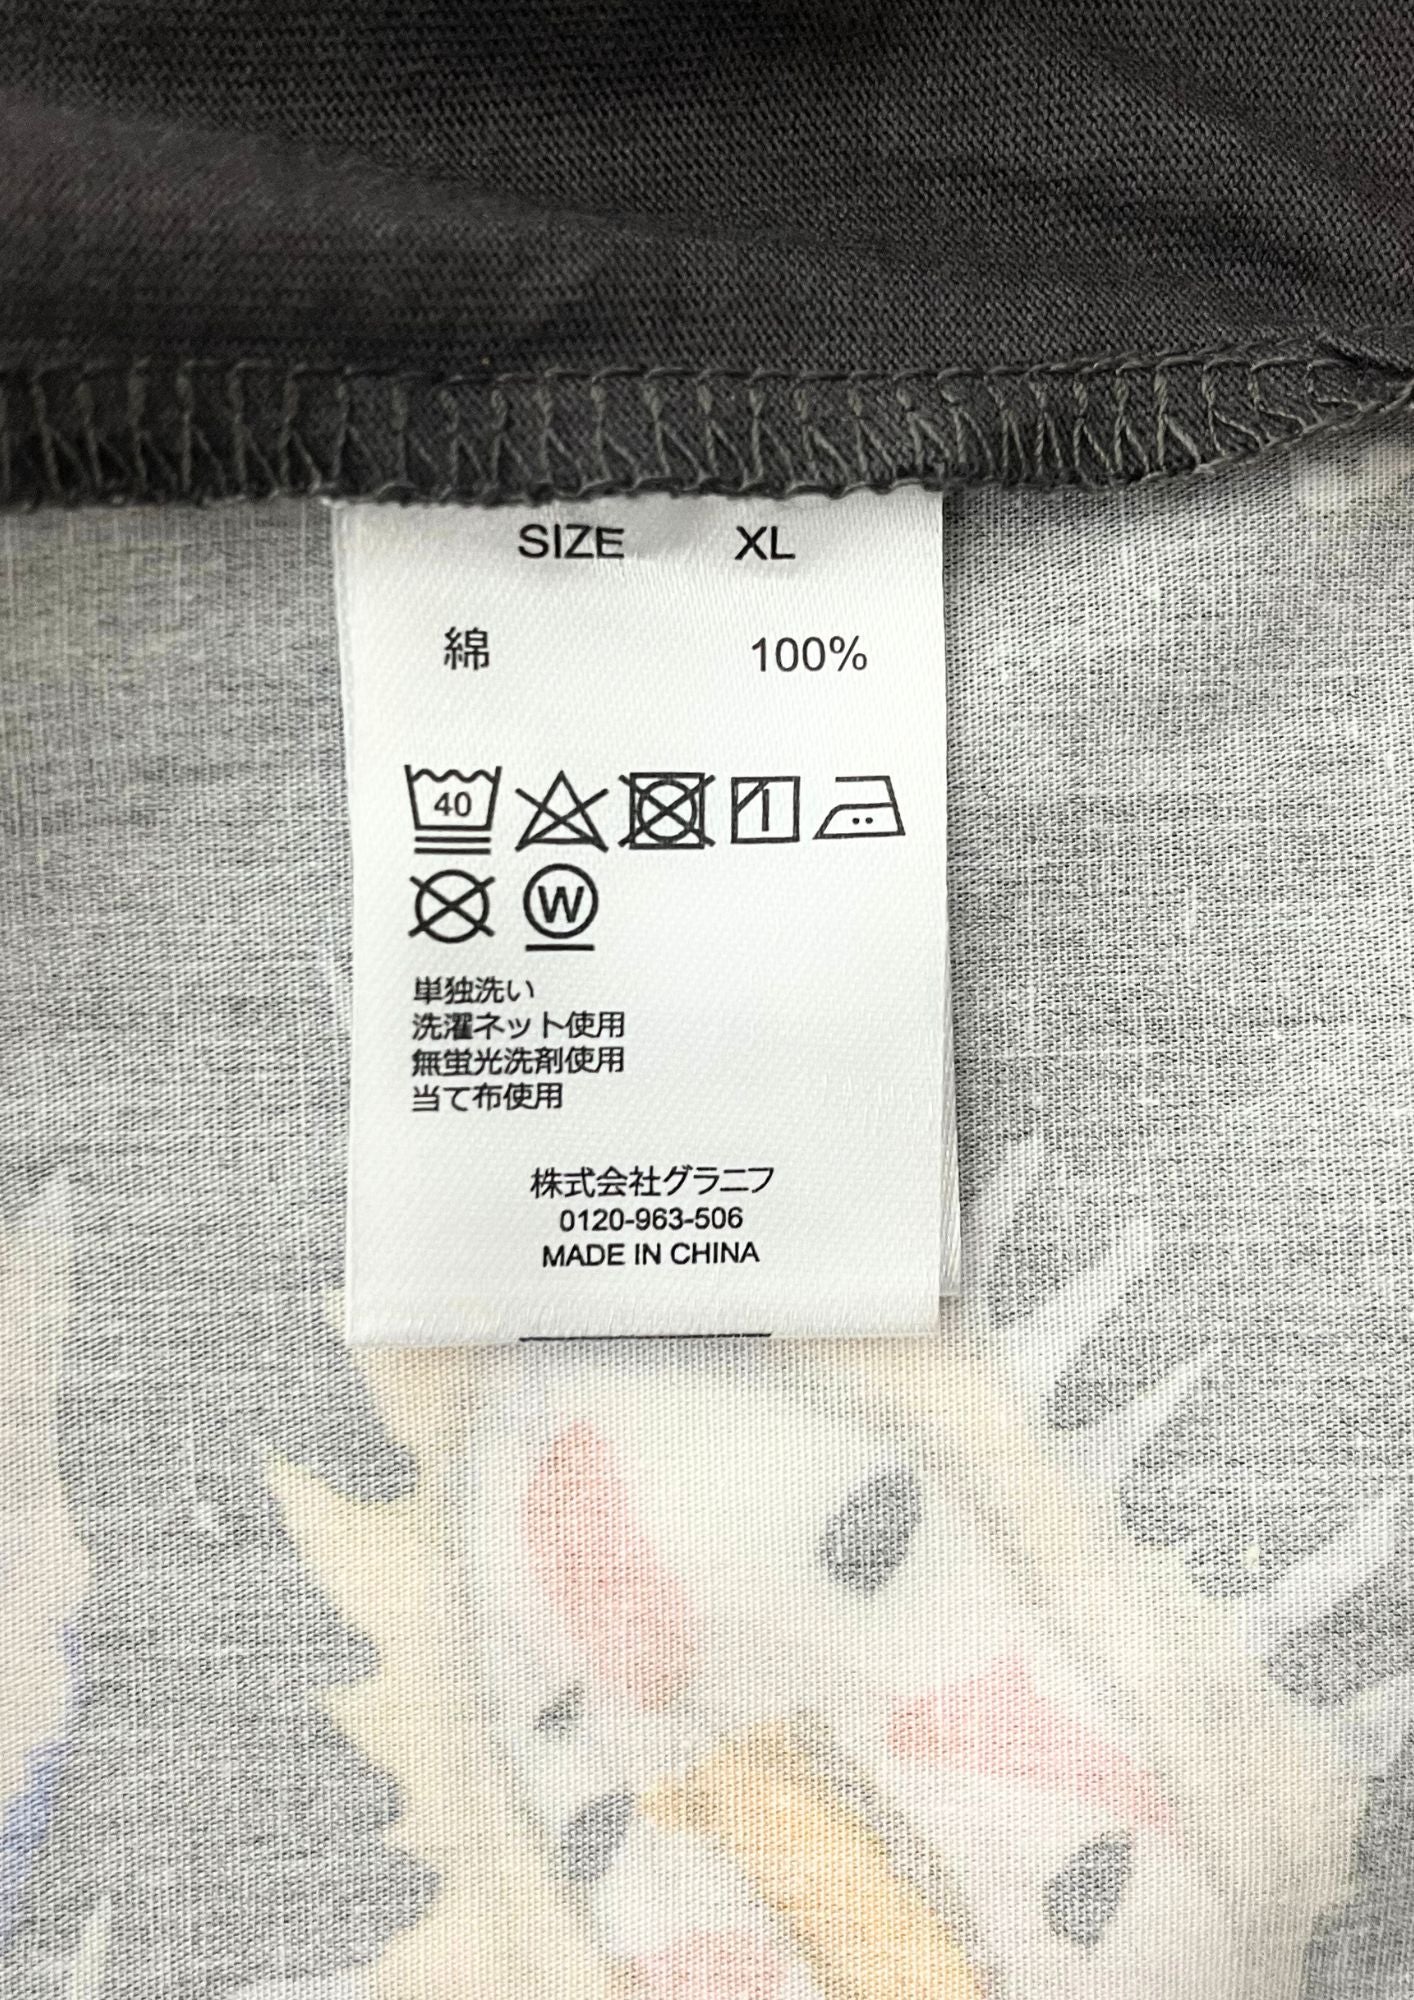 SIZE XL
綿 100%
40
W
単独洗い
洗濯ネット使用
無蛍光洗剤使用
当て布使用
株式会社グラニフ
0120-963-506
MADE IN CHINA